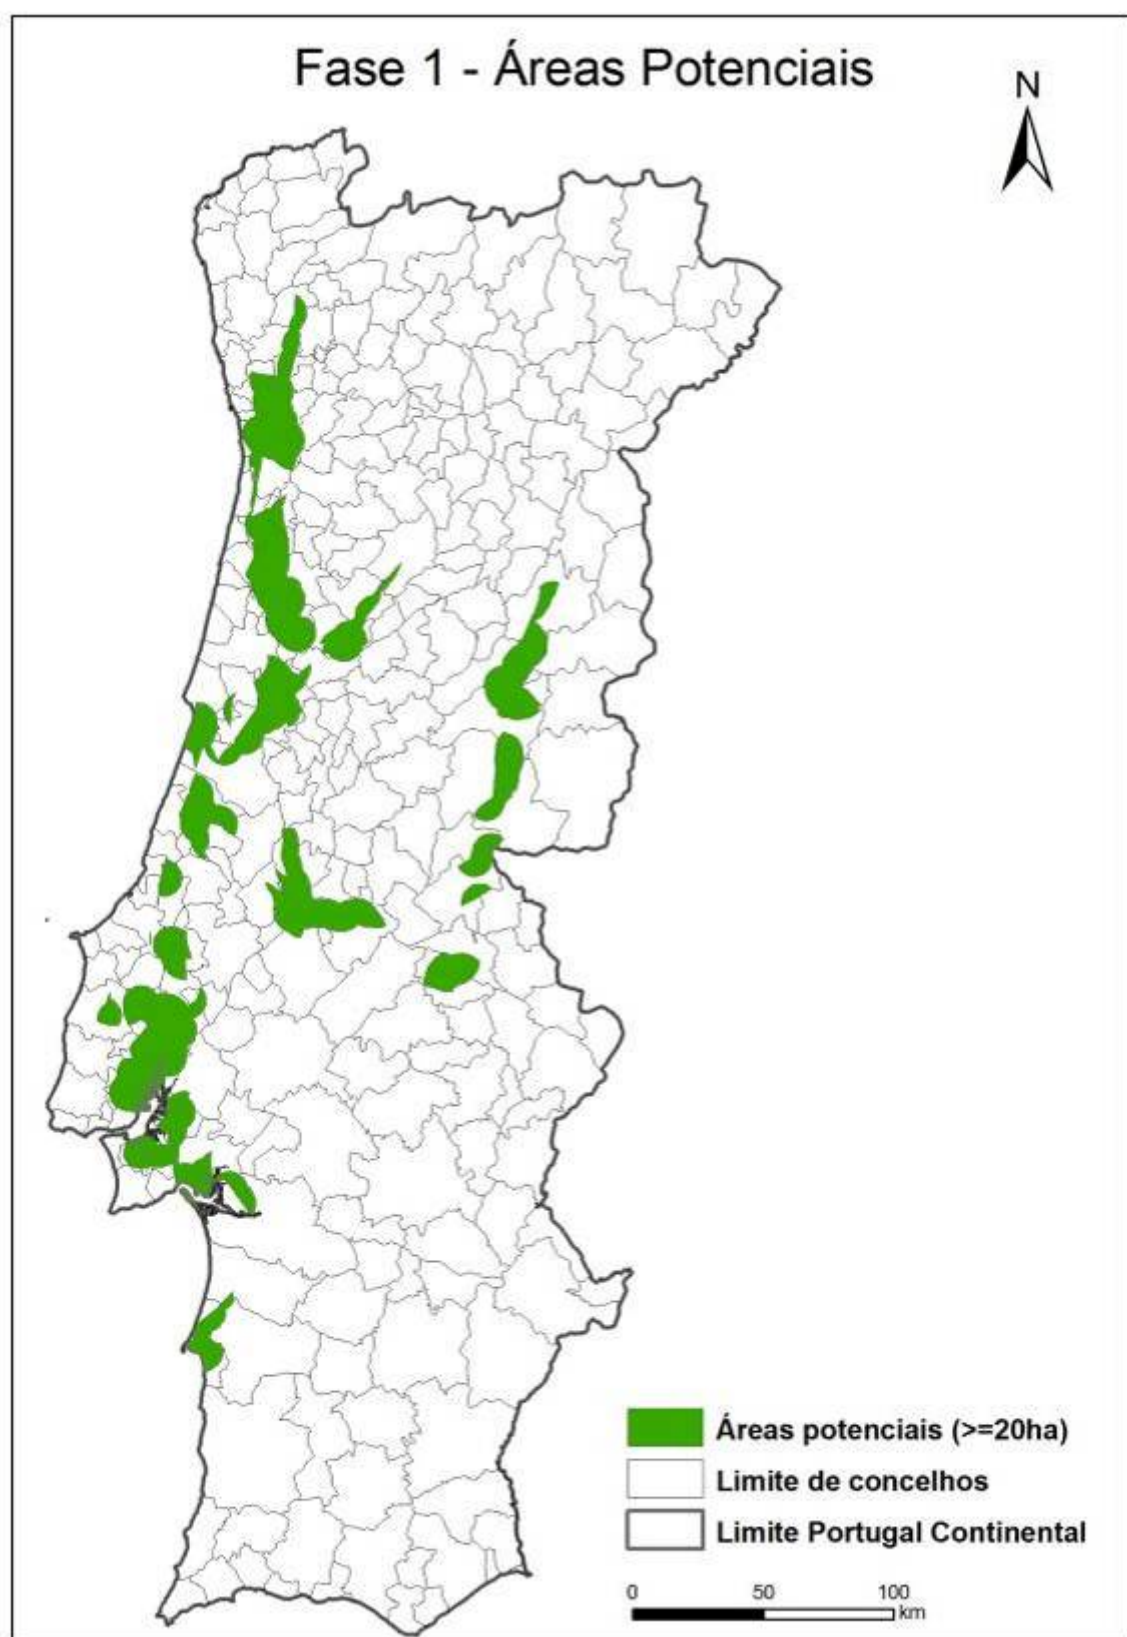 Fase 1 - Áreas Potenciais
N
Áreas potenciais (>=20ha)
Limite de concelhos
Limite Portugal Continental
0 50 100
km